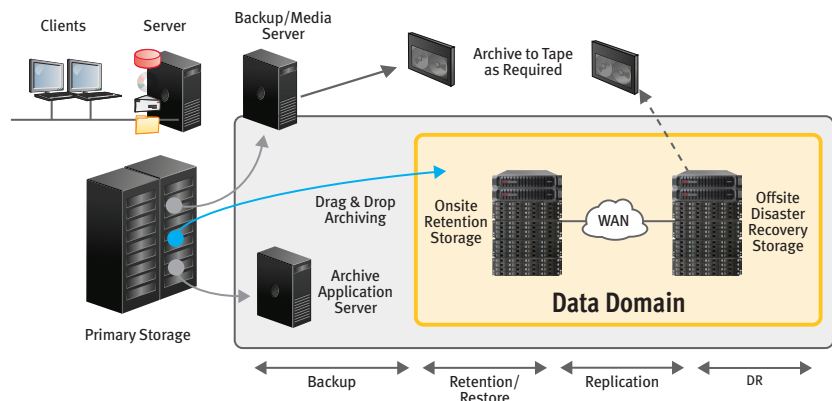 Clients
Server
Backup/Media
Server
Archive to Tape
as Required
Drag & Drop
Archiving
Onsite
Retention
Storage
WAN
Offsite
Disaster
Recovery
Storage
Archive
Application
Server
Data Domain
Primary Storage
Backup
Retention/
Restore
Replication
DR